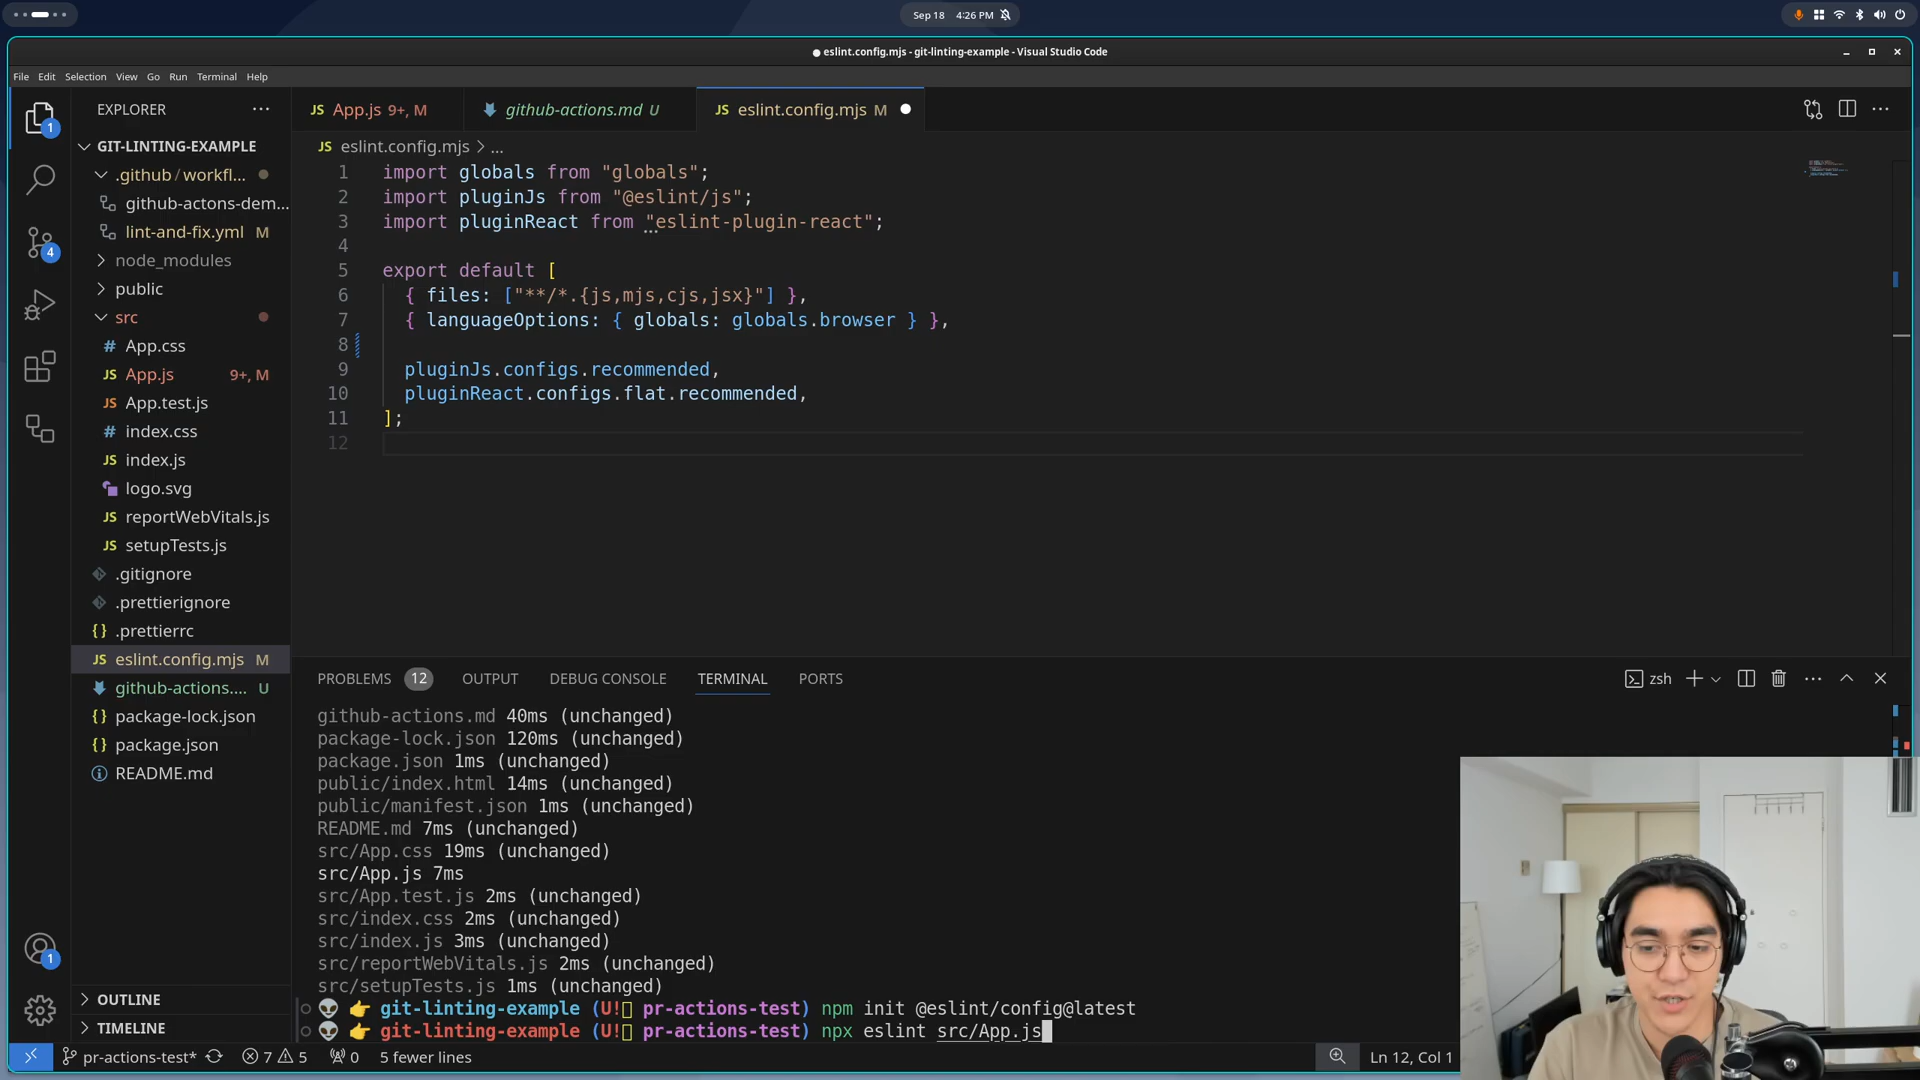 Sep 18 4:26 PM
eslint.config.mjs - git-linting-example - Visual Studio Code
File Edit Selection View Go Run Terminal Help
EXPLORER
App.js 9+, M
github-actions.md U
eslint.config.mjs M
GIT-LINTING-EXAMPLE
.github / workfl...
github-actons-dem...
lint-and-fix.yml M
node_modules
public
src
App.css
App.js 9+, M
App.test.js
index.css
index.js
logo.svg
reportWebVitals.js
setupTests.js
.gitignore
.prettierignore
.prettierrc
eslint.config.mjs M
github-actions.... U
package-lock.json
package.json
README.md
OUTLINE
TIMELINE
1
4
1
eslint.config.mjs > ...
1 import globals from "globals";
2 import pluginJs from "@eslint/js";
3 import pluginReact from "eslint-plugin-react";
4
5 export default [
6 { files: ["**/*.{js,mjs,cjs,jsx}"] },
7 { languageOptions: { globals: globals.browser } },
8
9 pluginJs.configs.recommended,
10 pluginReact.configs.flat.recommended,
11 ];
12
PROBLEMS 12 OUTPUT DEBUG CONSOLE TERMINAL PORTS
zsh
github-actions.md 40ms (unchanged)
package-lock.json 120ms (unchanged)
package.json 1ms (unchanged)
public/index.html 14ms (unchanged)
public/manifest.json 1ms (unchanged)
README.md 7ms (unchanged)
src/App.css 19ms (unchanged)
src/App.js 7ms
src/App.test.js 2ms (unchanged)
src/index.css 2ms (unchanged)
src/index.js 3ms (unchanged)
src/reportWebVitals.js 2ms (unchanged)
src/setupTests.js 1ms (unchanged)
👽 👉 git-linting-example (U! pr-actions-test) npm init @eslint/config@latest
👽 👉 git-linting-example (U! pr-actions-test) npx eslint src/App.js
pr-actions-test* 7 5 0 5 fewer lines Ln 12, Col 1